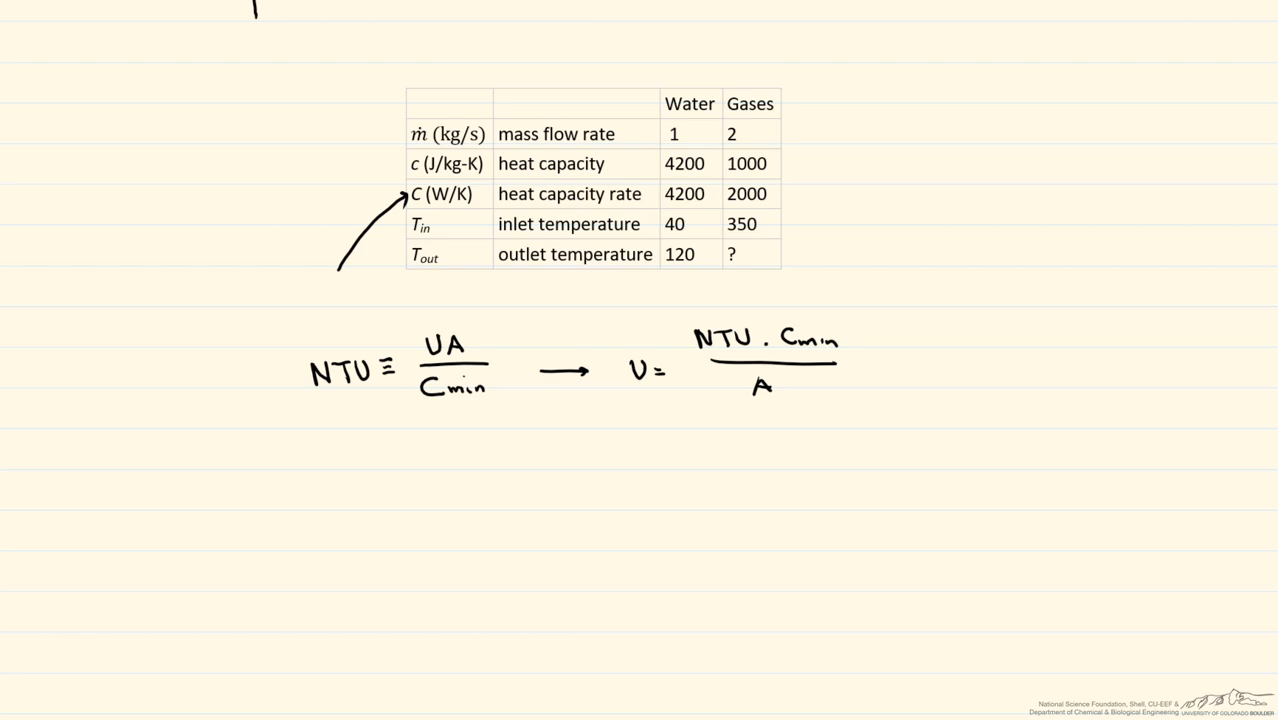 Water Gases
ṁ (kg/s) mass flow rate 1 2
c (J/kg-K) heat capacity 4200 1000
C (W/K) heat capacity rate 4200 2000
Tin inlet temperature 40 350
Tout outlet temperature 120 ?
NTU ≡ UA / Cmin → U = NTU . Cmin / A
National Science Foundation, Shell, CU-EEF &
Department of Chemical & Biological Engineering UNIVERSITY OF COLORADO BOULDER